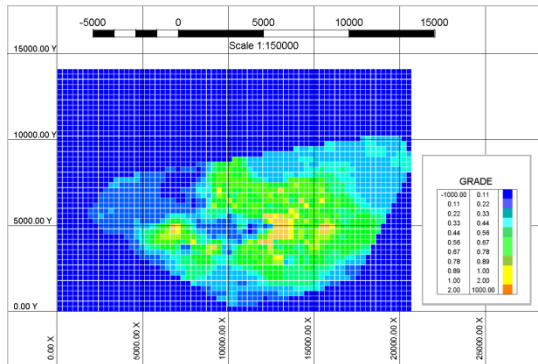 -5000 0 5000 10000 15000
Scale 1:150000
15000.00 Y
10000.00 Y
5000.00 Y
0.00 Y
GRADE
-1000.00 0.11
0.11 0.22
0.22 0.33
0.33 0.44
0.44 0.56
0.56 0.67
0.67 0.78
0.78 0.89
0.89 1.00
1.00 2.00
2.00 1000.00
0.00 X
5000.00 X
10000.00 X
15000.00 X
20000.00 X
25000.00 X